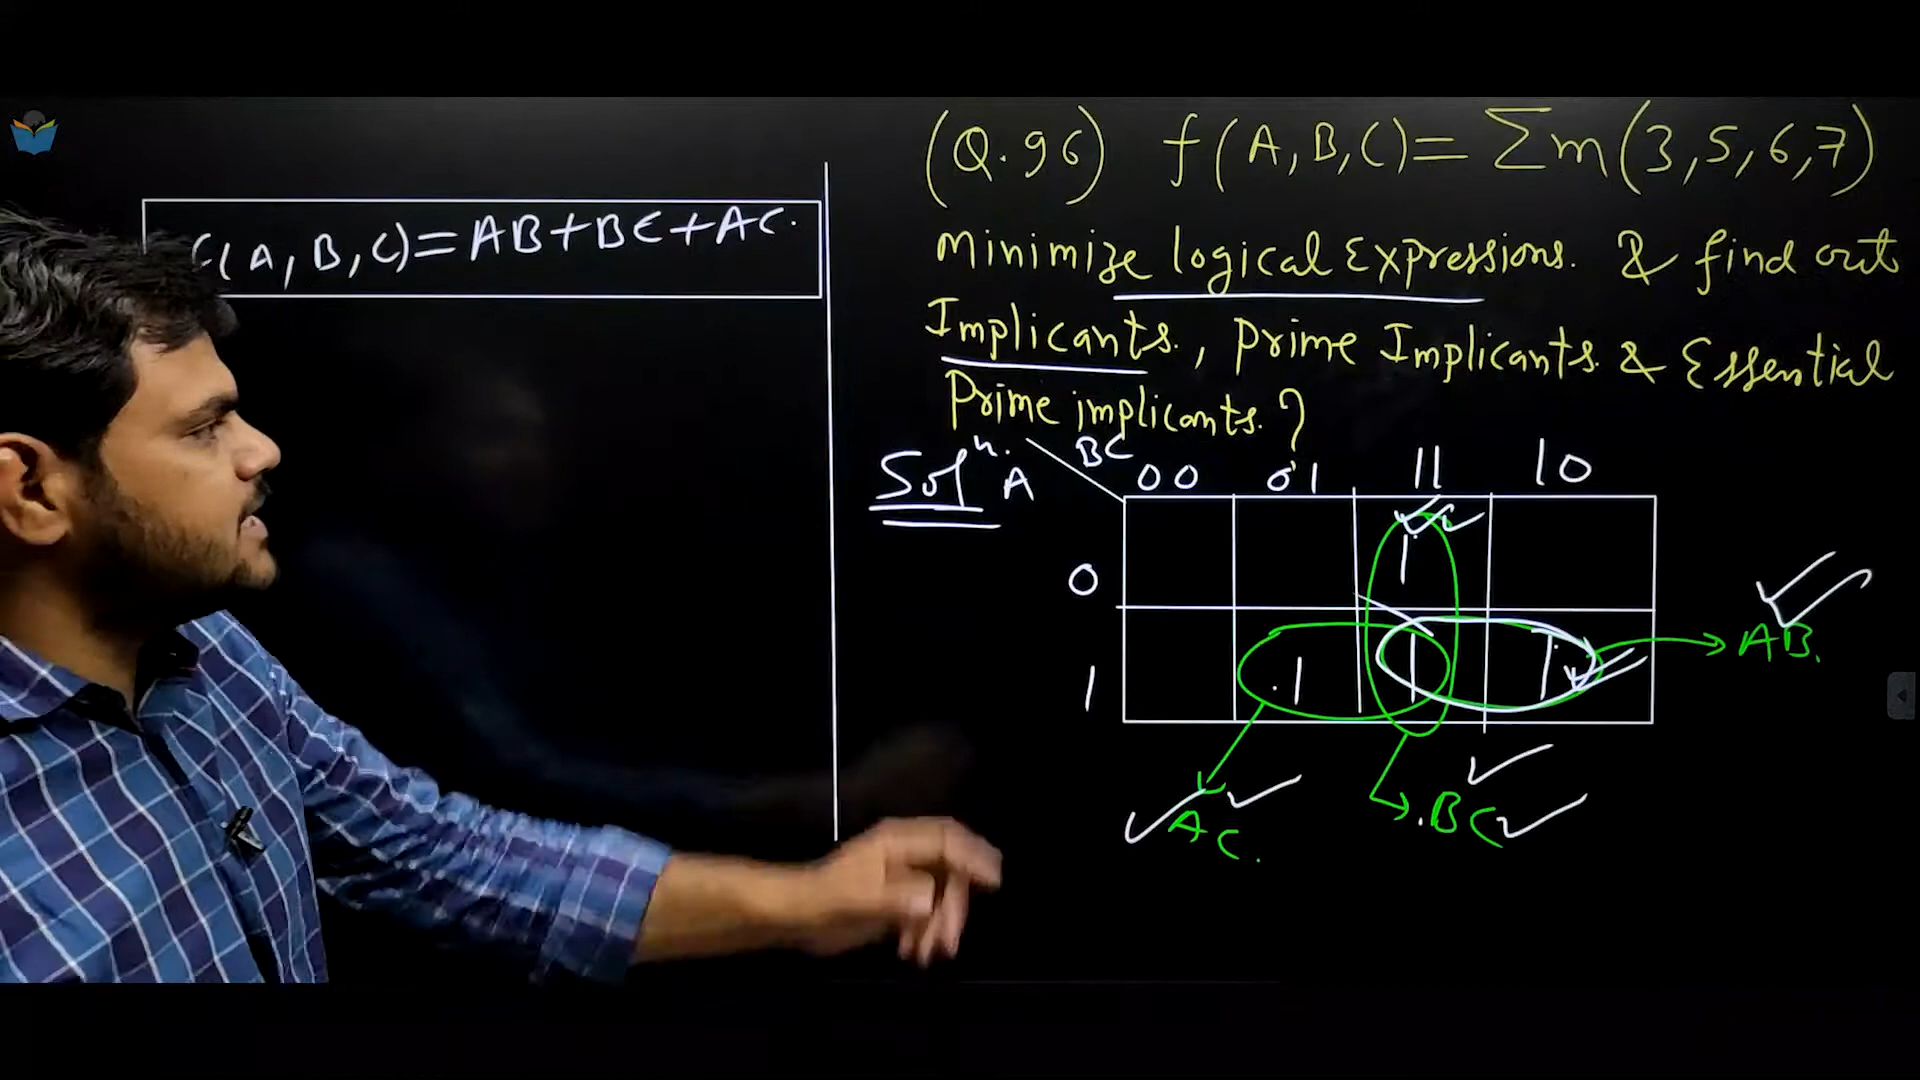 f(A,B,C)=AB+BC+AC.
(Q.96) f(A,B,C)=Σm(3,5,6,7)
Minimize logical Expressions. & find out
Implicants., Prime Implicants. & Essential
Prime implicants.?
Solⁿ. A BC 00 01 11 10
0 1
1 1 1 1
AB.
AC.
.BC